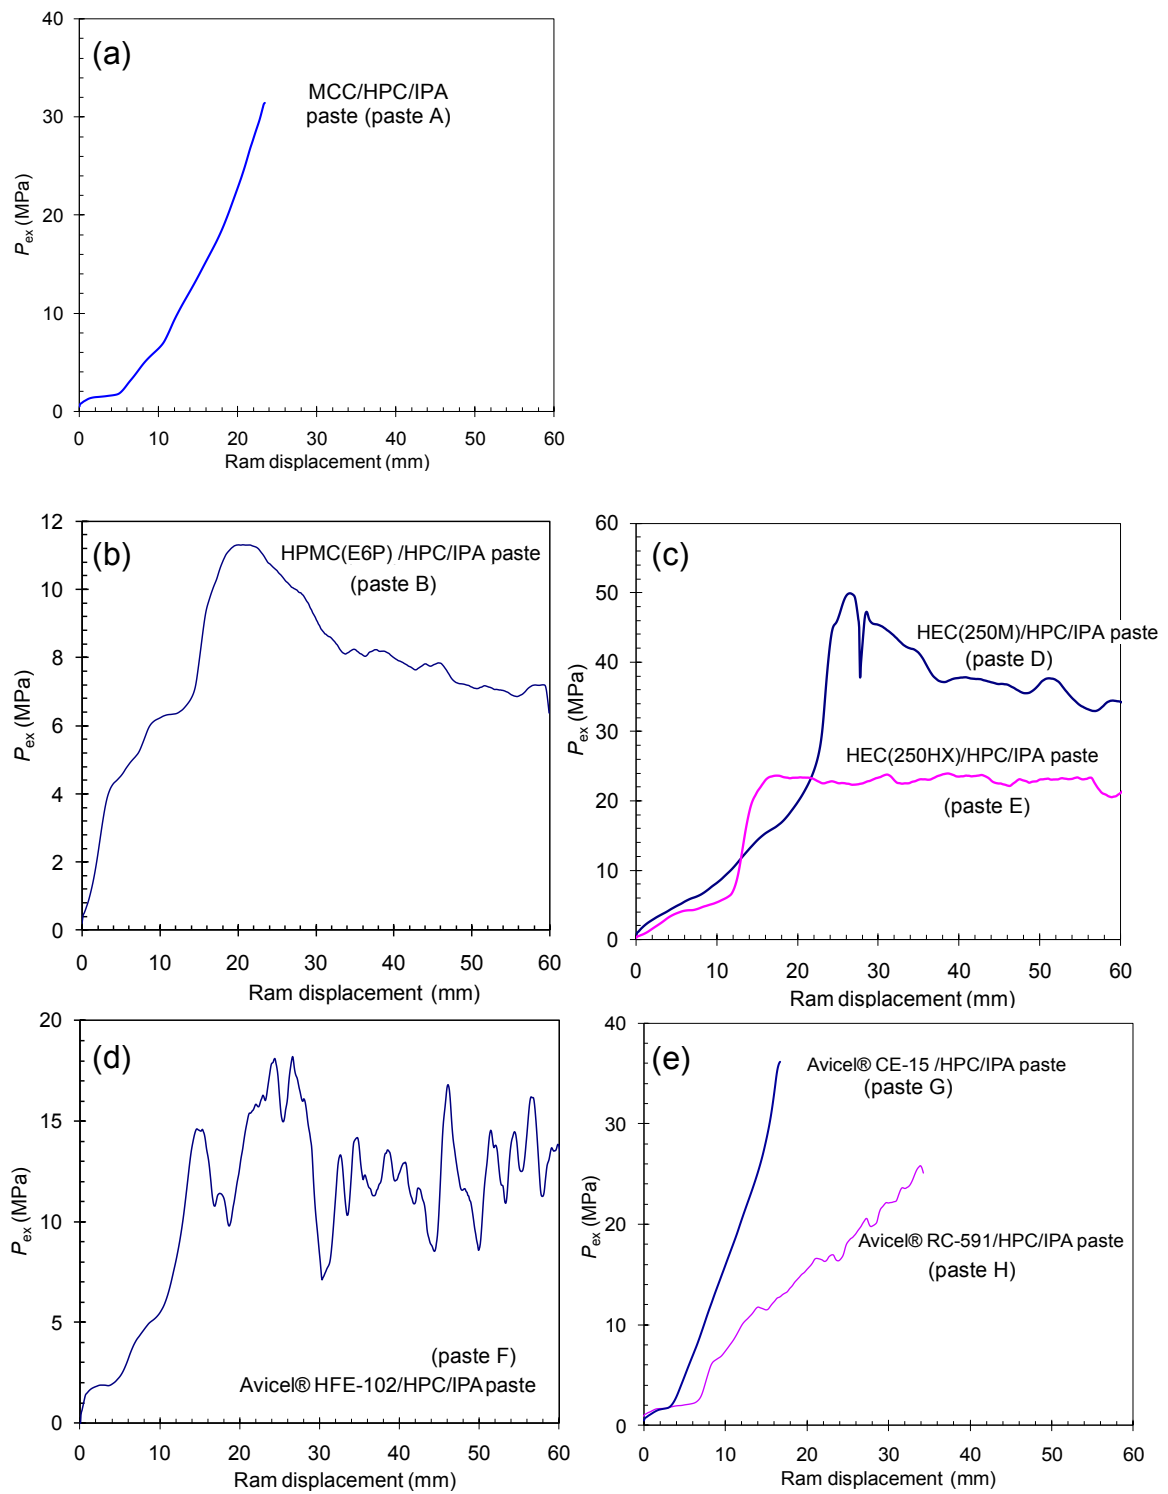 (a)
MCC/HPC/IPA
paste (paste A)
40
30
20
10
0
P_ex (MPa)
0 10 20 30 40 50 60
Ram displacement (mm)
(b)
HPMC(E6P) /HPC/IPA paste
(paste B)
12
10
8
6
4
2
0
P_ex (MPa)
0 10 20 30 40 50 60
Ram displacement (mm)
(c)
HEC(250M)/HPC/IPA paste
(paste D)
HEC(250HX)/HPC/IPA paste
(paste E)
60
50
40
30
20
10
0
P_ex (MPa)
0 10 20 30 40 50 60
Ram displacement (mm)
(d)
(paste F)
Avicel® HFE-102/HPC/IPA paste
20
15
10
5
0
P_ex (MPa)
0 10 20 30 40 50 60
Ram displacement (mm)
(e)
Avicel® CE-15 /HPC/IPA paste
(paste G)
Avicel® RC-591/HPC/IPA paste
(paste H)
40
30
20
10
0
P_ex (MPa)
0 10 20 30 40 50 60
Ram displacement (mm)